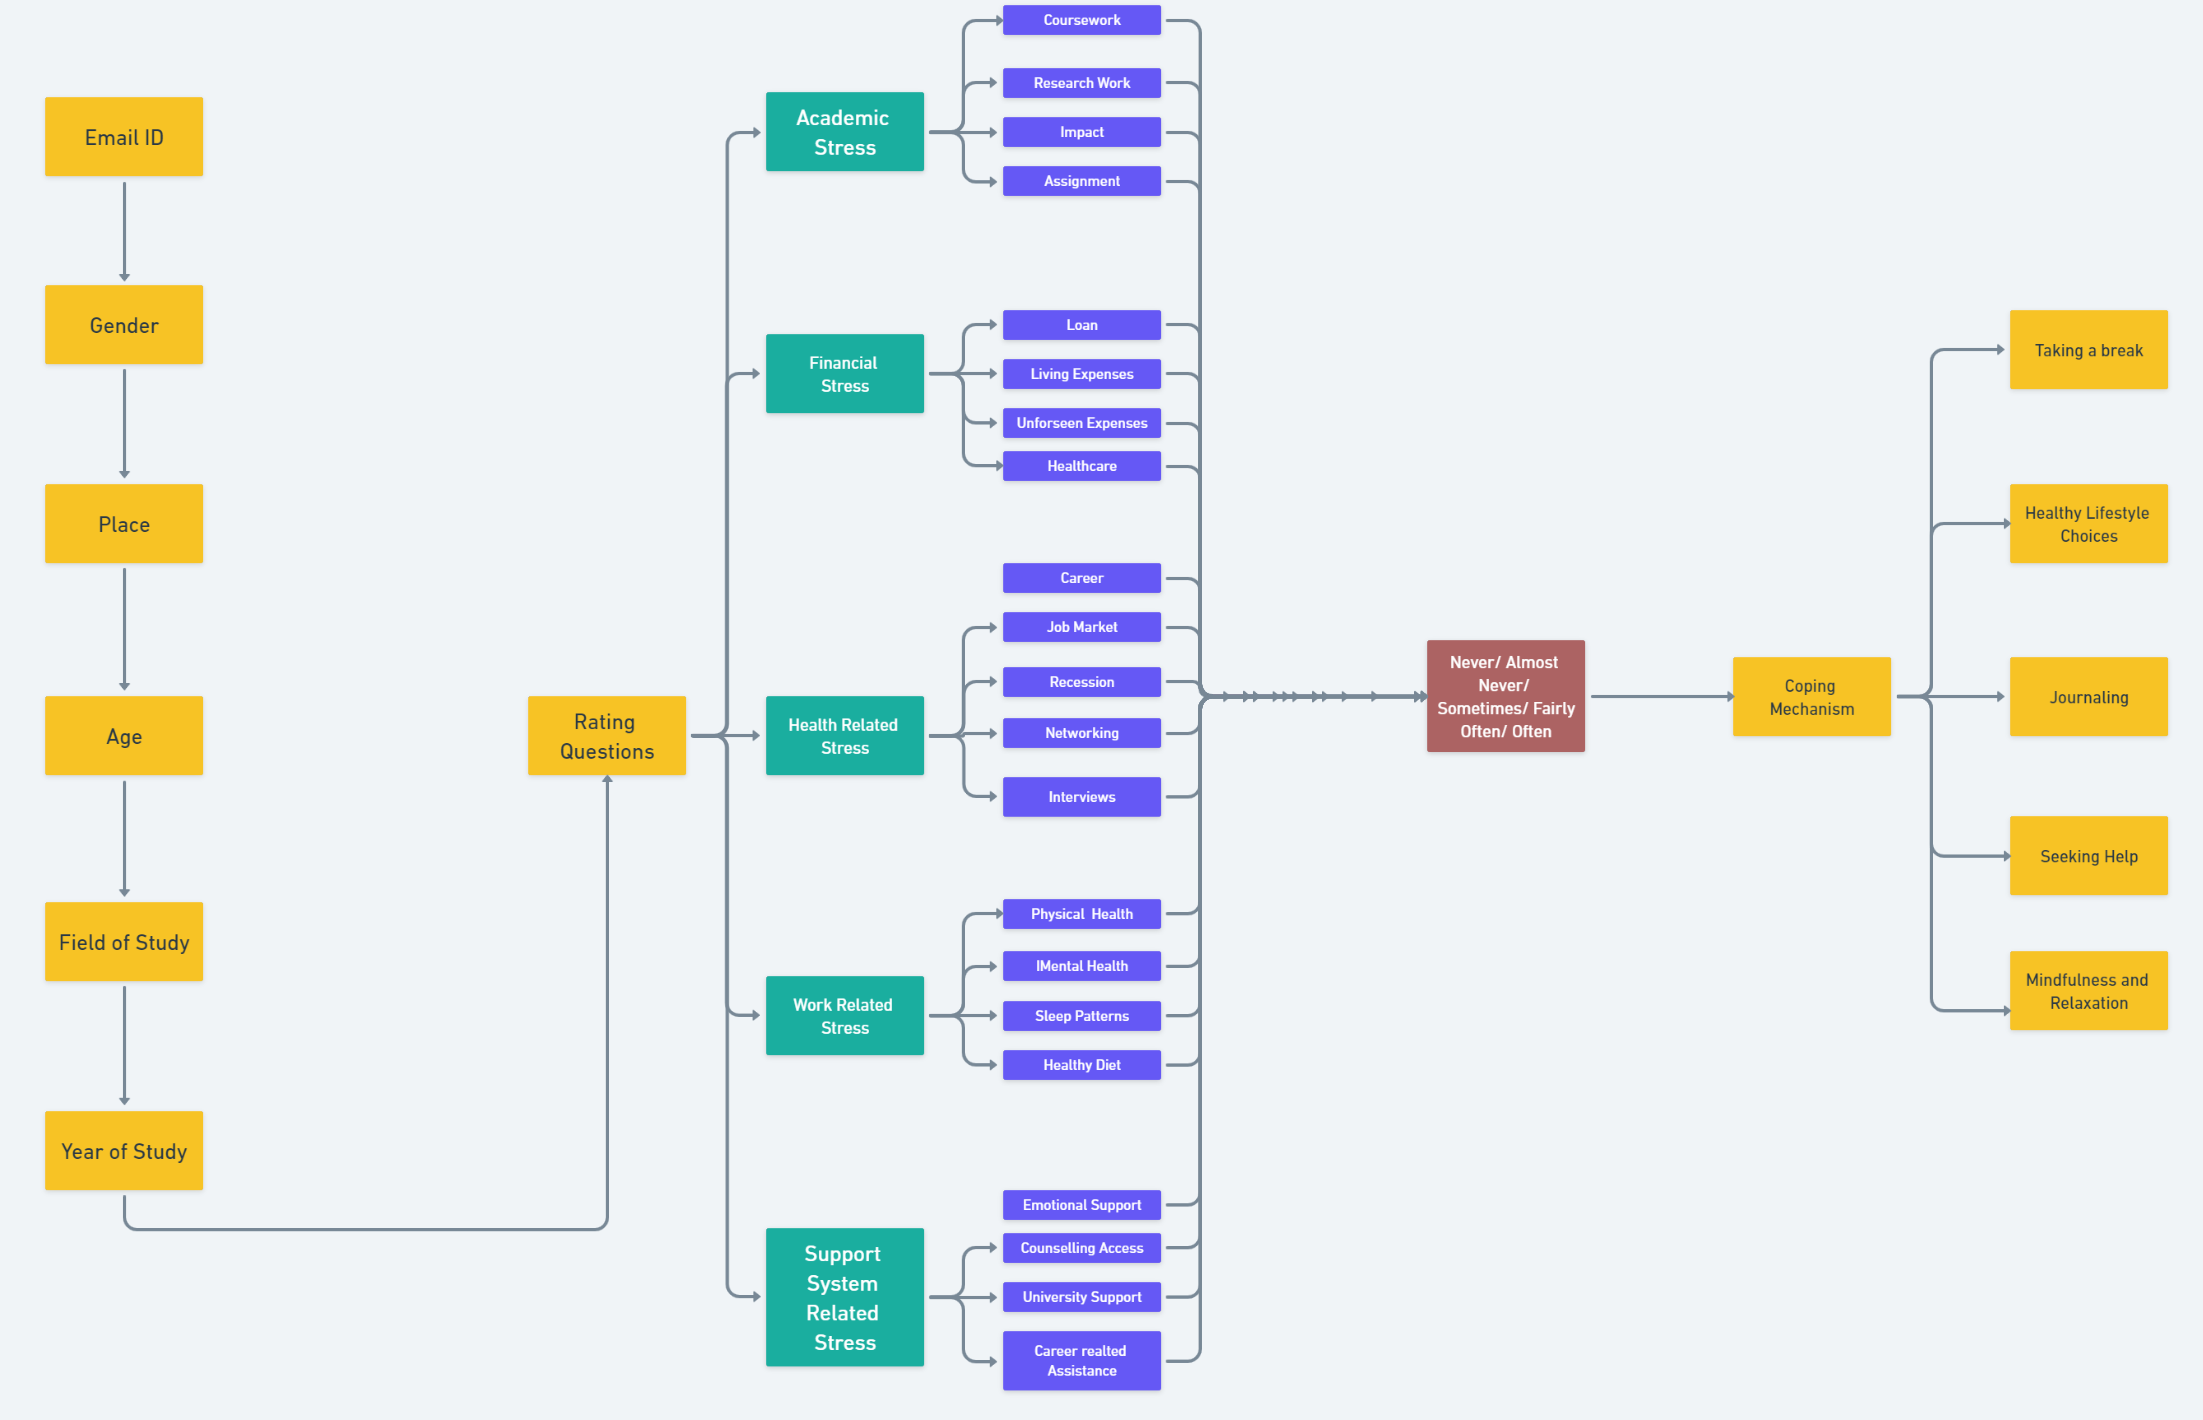 Email ID
Gender
Place
Age
Field of Study
Year of Study
Rating
Questions
Academic
Stress
Coursework
Research Work
Impact
Assignment
Financial
Stress
Loan
Living Expenses
Unforseen Expenses
Healthcare
Health Related
Stress
Career
Job Market
Recession
Networking
Interviews
Work Related
Stress
Physical Health
IMental Health
Sleep Patterns
Healthy Diet
Support
System
Related
Stress
Emotional Support
Counselling Access
University Support
Career realted
Assistance
Never/ Almost
Never/
Sometimes/ Fairly
Often/ Often
Coping
Mechanism
Taking a break
Healthy Lifestyle
Choices
Journaling
Seeking Help
Mindfulness and
Relaxation